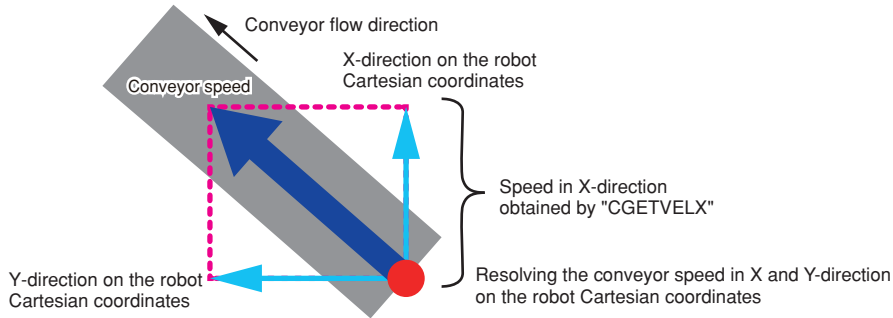 Conveyor flow direction
X-direction on the robot
Cartesian coordinates
Conveyor speed
Speed in X-direction
obtained by "CGETVELX"
Y-direction on the robot
Cartesian coordinates
Resolving the conveyor speed in X and Y-direction
on the robot Cartesian coordinates